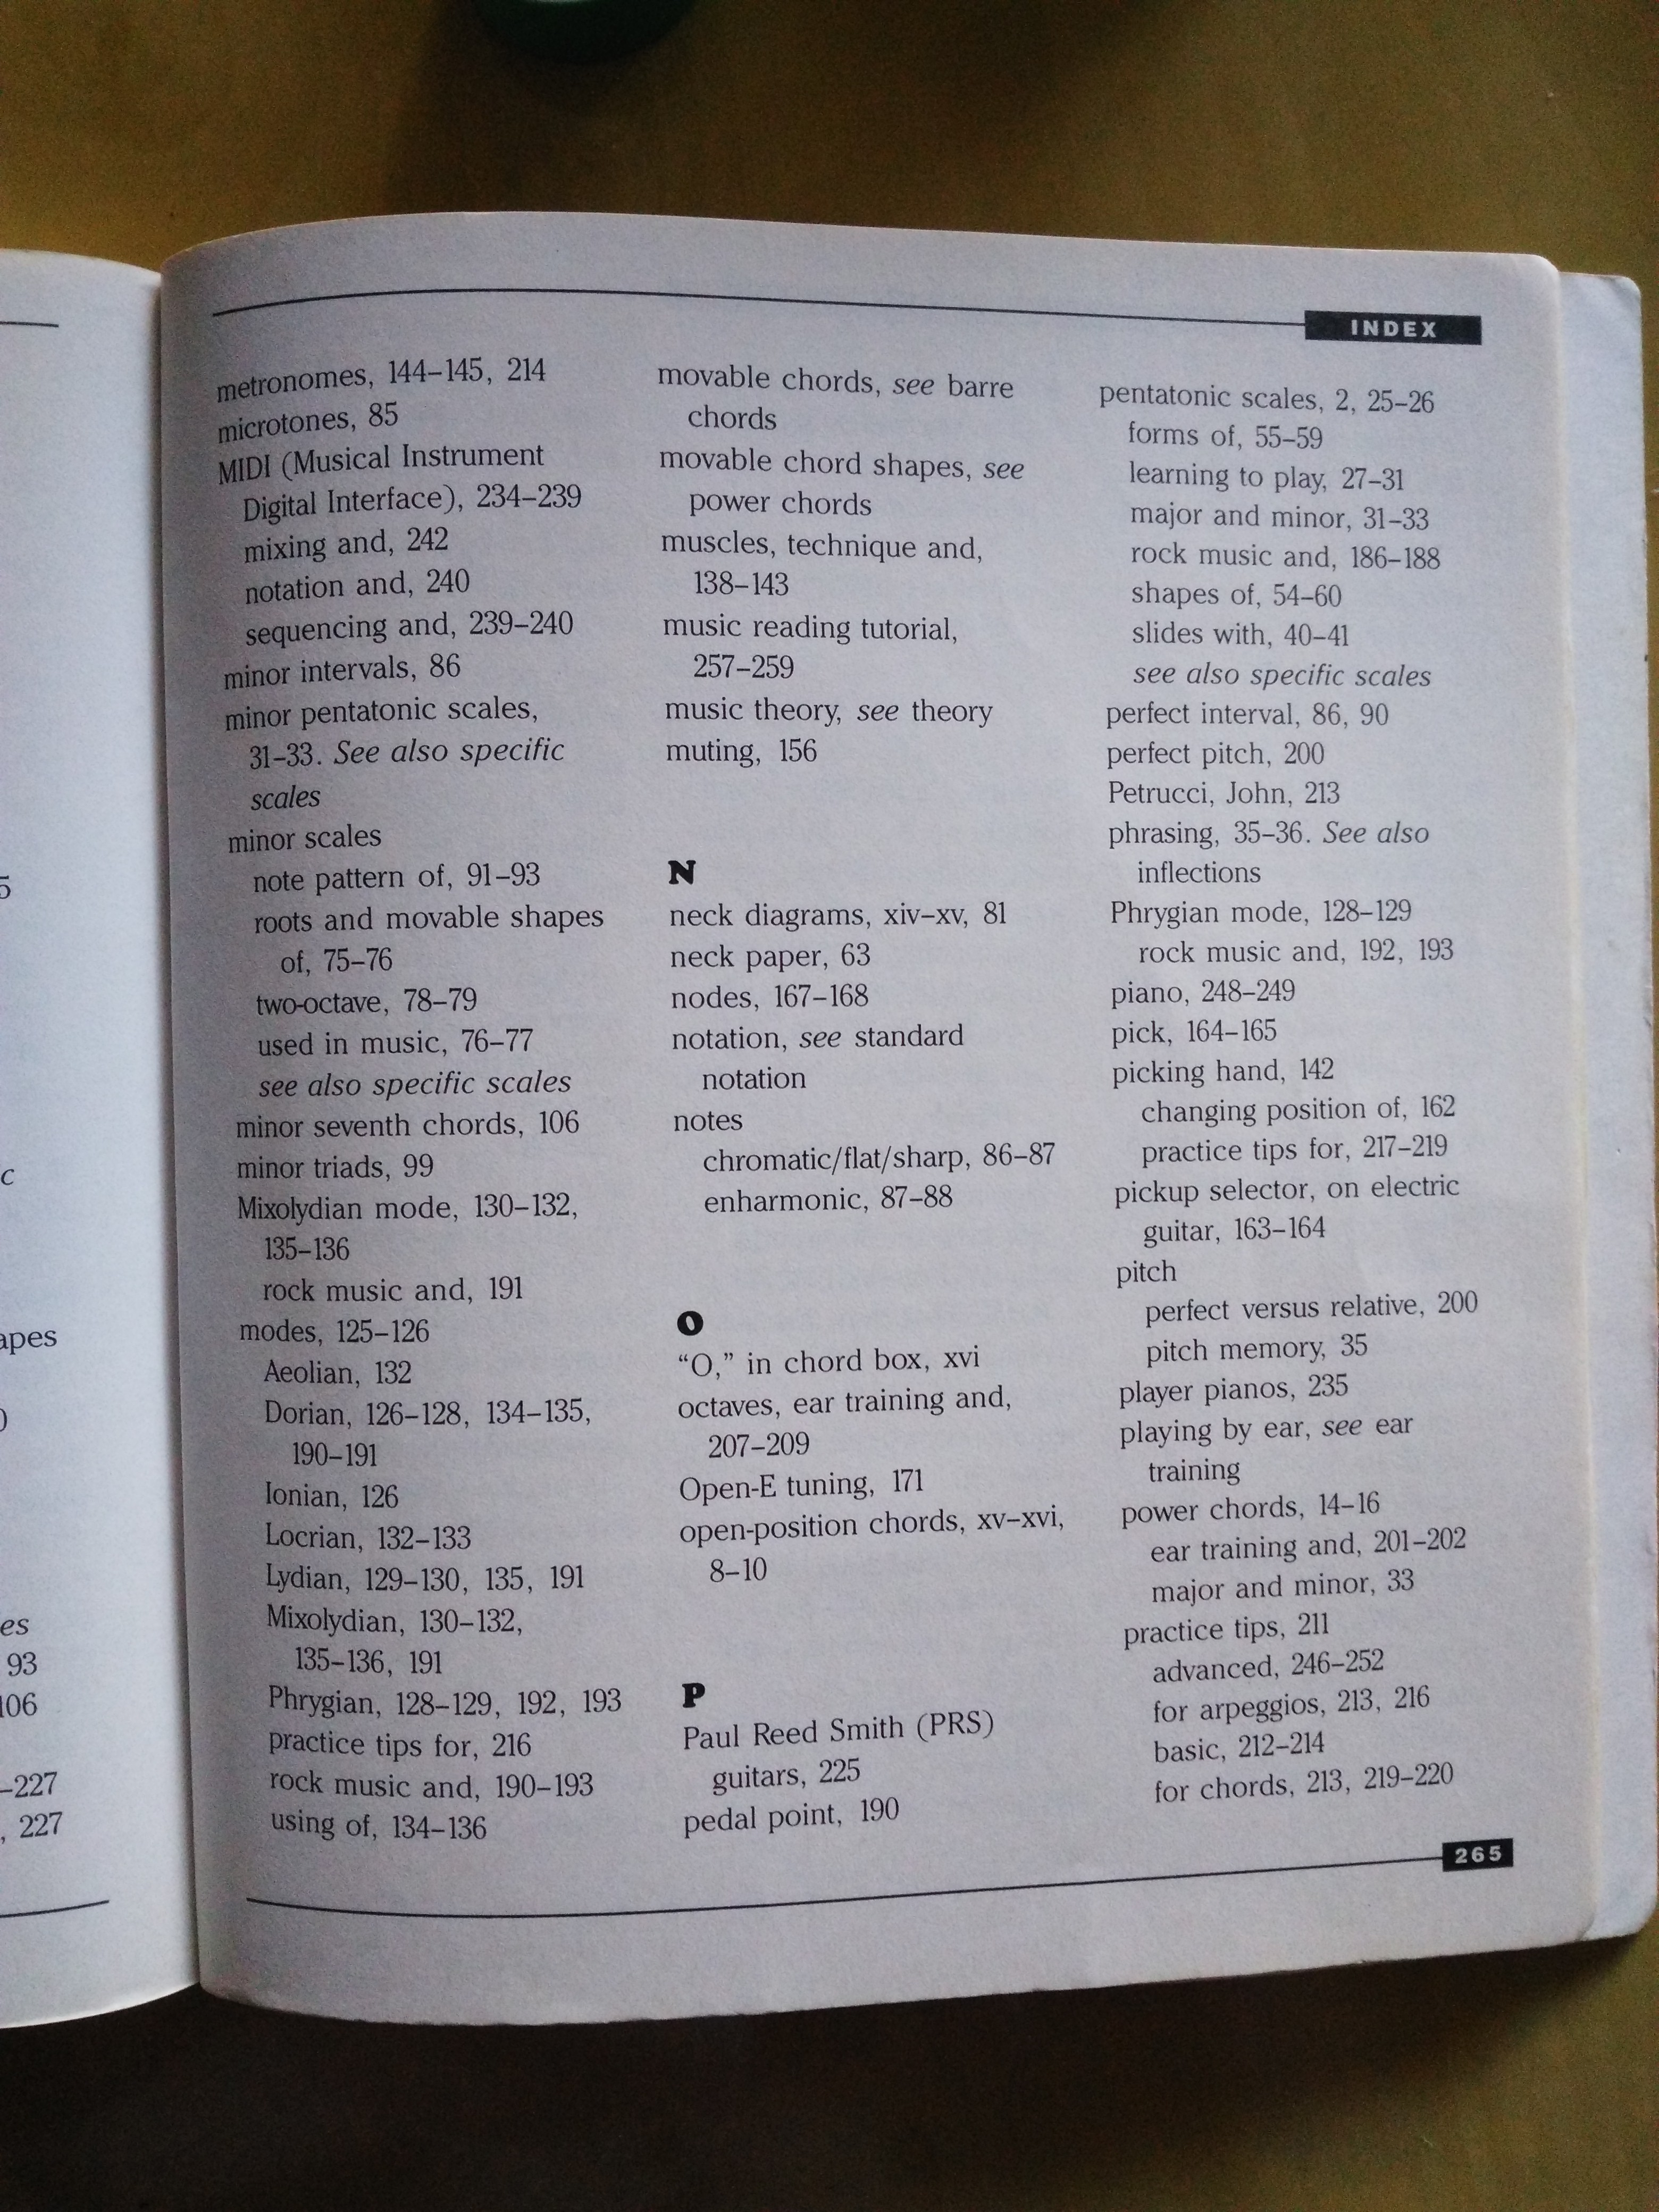 INDEX
metronomes, 144–145, 214
microtones, 85
MIDI (Musical Instrument
Digital Interface), 234–239
mixing and, 242
notation and, 240
sequencing and, 239–240
minor intervals, 86
minor pentatonic scales,
31–33. See also specific
scales
minor scales
note pattern of, 91–93
roots and movable shapes
of, 75–76
two-octave, 78–79
used in music, 76–77
see also specific scales
minor seventh chords, 106
minor triads, 99
Mixolydian mode, 130–132,
135–136
rock music and, 191
modes, 125–126
Aeolian, 132
Dorian, 126–128, 134–135,
190–191
Ionian, 126
Locrian, 132–133
Lydian, 129–130, 135, 191
Mixolydian, 130–132,
135–136, 191
Phrygian, 128–129, 192, 193
practice tips for, 216
rock music and, 190–193
using of, 134–136
movable chords, see barre
chords
movable chord shapes, see
power chords
muscles, technique and,
138–143
music reading tutorial,
257–259
music theory, see theory
muting, 156
N
neck diagrams, xiv–xv, 81
neck paper, 63
nodes, 167–168
notation, see standard
notation
notes
chromatic/flat/sharp, 86–87
enharmonic, 87–88
O
“O,” in chord box, xvi
octaves, ear training and,
207–209
Open-E tuning, 171
open-position chords, xv–xvi,
8–10
P
Paul Reed Smith (PRS)
guitars, 225
pedal point, 190
pentatonic scales, 2, 25–26
forms of, 55–59
learning to play, 27–31
major and minor, 31–33
rock music and, 186–188
shapes of, 54–60
slides with, 40–41
see also specific scales
perfect interval, 86, 90
perfect pitch, 200
Petrucci, John, 213
phrasing, 35–36. See also
inflections
Phrygian mode, 128–129
rock music and, 192, 193
piano, 248–249
pick, 164–165
picking hand, 142
changing position of, 162
practice tips for, 217–219
pickup selector, on electric
guitar, 163–164
pitch
perfect versus relative, 200
pitch memory, 35
player pianos, 235
playing by ear, see ear
training
power chords, 14–16
ear training and, 201–202
major and minor, 33
practice tips, 211
advanced, 246–252
for arpeggios, 213, 216
basic, 212–214
for chords, 213, 219–220
265